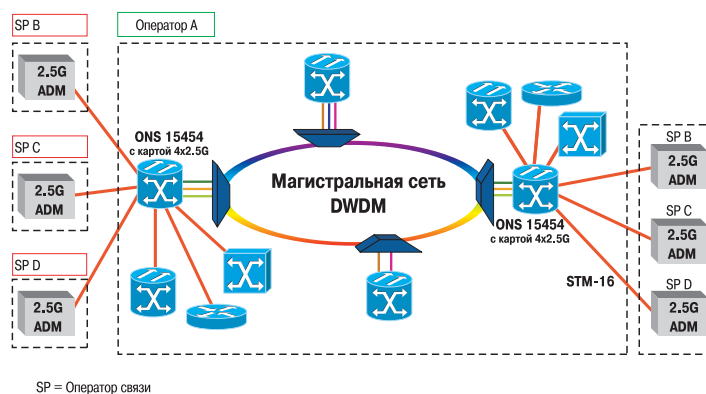 SP B
Оператор А
2.5G
ADM
SP C
2.5G
ADM
SP D
2.5G
ADM
ONS 15454
с картой 4x2.5G
Магистральная сеть
DWDM
ONS 15454
с картой 4x2.5G
STM-16
SP B
2.5G
ADM
SP C
2.5G
ADM
SP D
2.5G
ADM
SP = Оператор связи